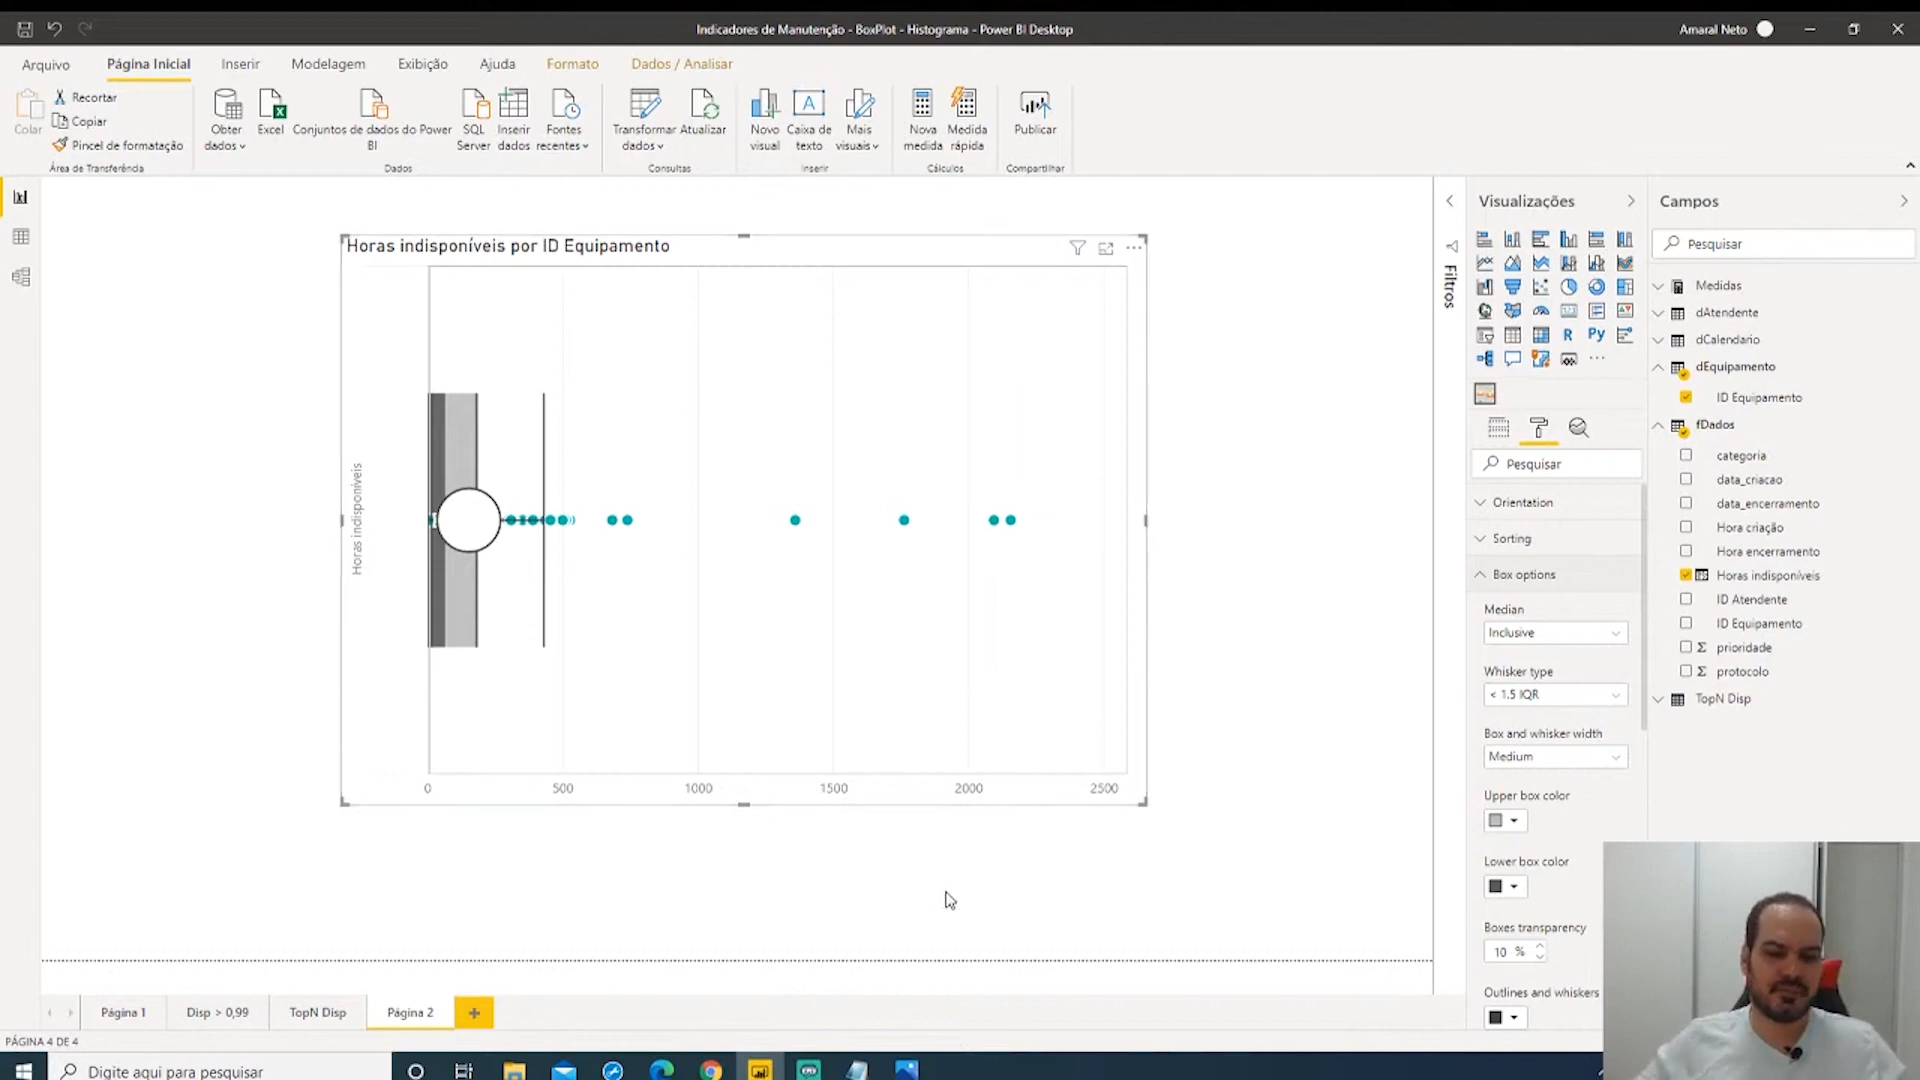 Indicadores de Manutenção - BoxPlot - Histograma - Power BI Desktop
Amaral Neto
Arquivo
Página Inicial
Inserir
Modelagem
Exibição
Ajuda
Formato
Dados / Analisar
Colar
Recortar
Copiar
Pincel de formatação
Área de Transferência
Obter
dados
Excel
Conjuntos de dados do Power
BI
SQL
Server
Inserir
dados
Fontes
recentes
Dados
Transformar
dados
Atualizar
Consultas
Novo
visual
A
Caixa de
texto
Mais
visuais
Inserir
Nova
medida
Medida
rápida
Cálculos
Publicar
Compartilhar
Horas indisponíveis por ID Equipamento
Horas indisponíveis
0
500
1000
1500
2000
2500
Filtros
Visualizações
123
R
Py
Pesquisar
Orientation
Sorting
Box options
Median
Inclusive
Whisker type
< 1.5 IQR
Box and whisker width
Medium
Upper box color
Lower box color
Boxes transparency
10 %
Outlines and whiskers
Campos
Pesquisar
Medidas
dAtendente
dCalendario
dEquipamento
ID Equipamento
fDados
categoria
data_criacao
data_encerramento
Hora criação
Hora encerramento
Horas indisponíveis
ID Atendente
ID Equipamento
Σ prioridade
Σ protocolo
TopN Disp
Página 1
Disp > 0,99
TopN Disp
Página 2
+
PÁGINA 4 DE 4
Digite aqui para pesquisar